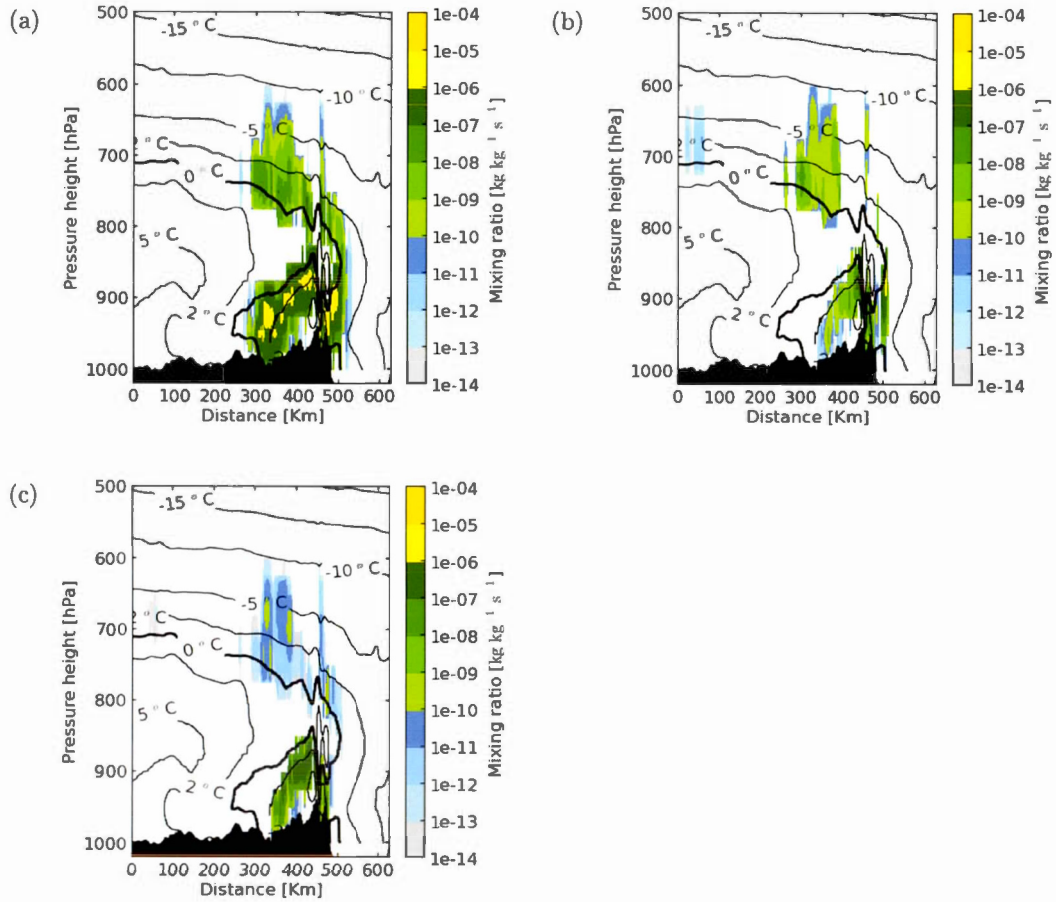 (a)
500
600
700
800
900
1000
Pressure height [hPa]
-15 ° C
-10 ° C
-5 ° C
2 ° C
0 ° C
5 ° C
2 ° C
0 100 200 300 400 500 600
Distance [Km]
1e-04
1e-05
1e-06
1e-07
1e-08
1e-09
1e-10
1e-11
1e-12
1e-13
1e-14
Mixing ratio [kg kg ¹ s ¹]
(b)
500
600
700
800
900
1000
Pressure height [hPa]
-15 ° C
-10 ° C
-5 ° C
2 ° C
0 ° C
5 ° C
2 ° C
0 100 200 300 400 500 600
Distance [Km]
1e-04
1e-05
1e-06
1e-07
1e-08
1e-09
1e-10
1e-11
1e-12
1e-13
1e-14
Mixing ratio [kg kg ¹ s ¹]
(c)
500
600
700
800
900
1000
Pressure height [hPa]
-15 ° C
-10 ° C
-5 ° C
2 ° C
0 ° C
5 ° C
2 ° C
0 100 200 300 400 500 600
Distance [Km]
1e-04
1e-05
1e-06
1e-07
1e-08
1e-09
1e-10
1e-11
1e-12
1e-13
1e-14
Mixing ratio [kg kg ¹ s ¹]